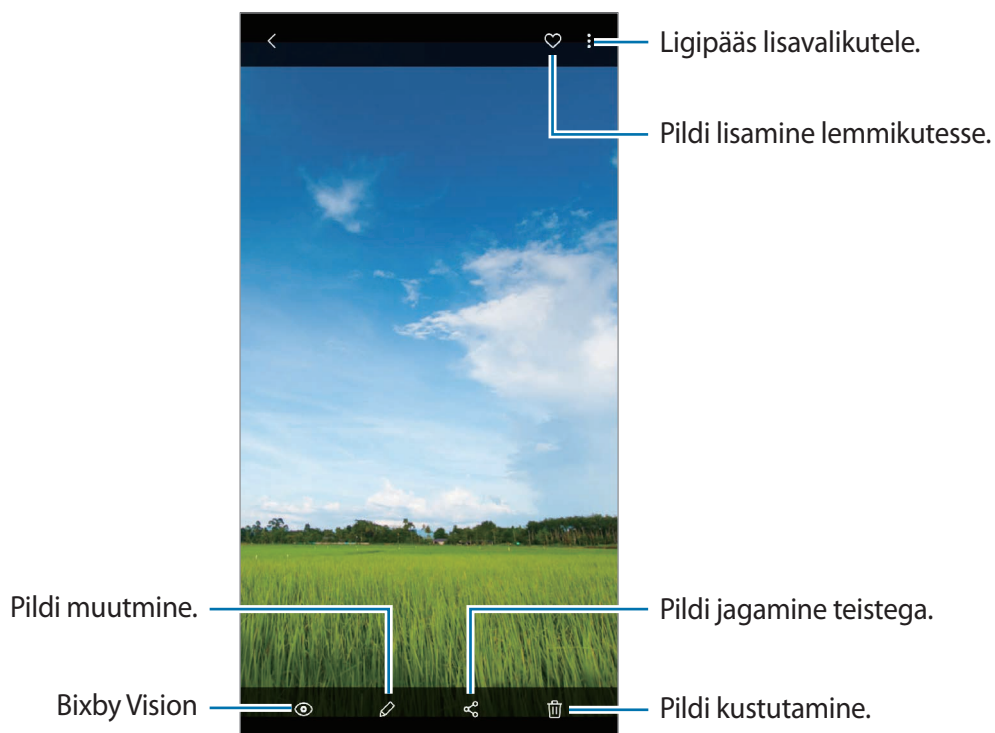 Ligipääs lisavalikutele.
Pildi lisamine lemmikutesse.
Pildi muutmine.
Pildi jagamine teistega.
Bixby Vision
Pildi kustutamine.